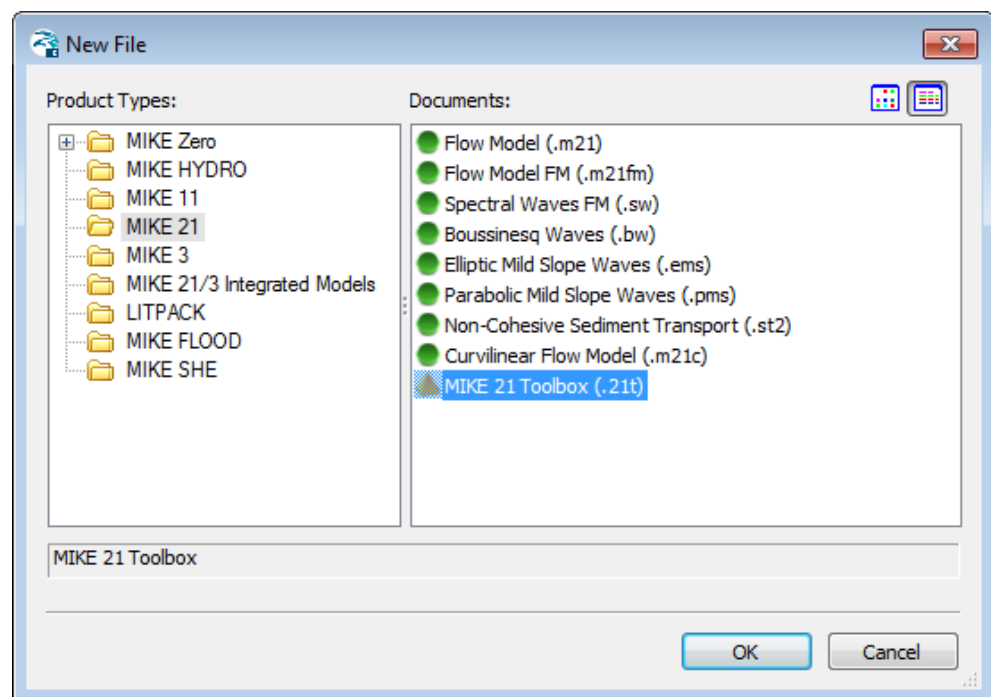 New File
Product Types:
Documents:
MIKE Zero
MIKE HYDRO
MIKE 11
MIKE 21
MIKE 3
MIKE 21/3 Integrated Models
LITPACK
MIKE FLOOD
MIKE SHE
Flow Model (.m21)
Flow Model FM (.m21fm)
Spectral Waves FM (.sw)
Boussinesq Waves (.bw)
Elliptic Mild Slope Waves (.ems)
Parabolic Mild Slope Waves (.pms)
Non-Cohesive Sediment Transport (.st2)
Curvilinear Flow Model (.m21c)
MIKE 21 Toolbox (.21t)
MIKE 21 Toolbox
OK
Cancel